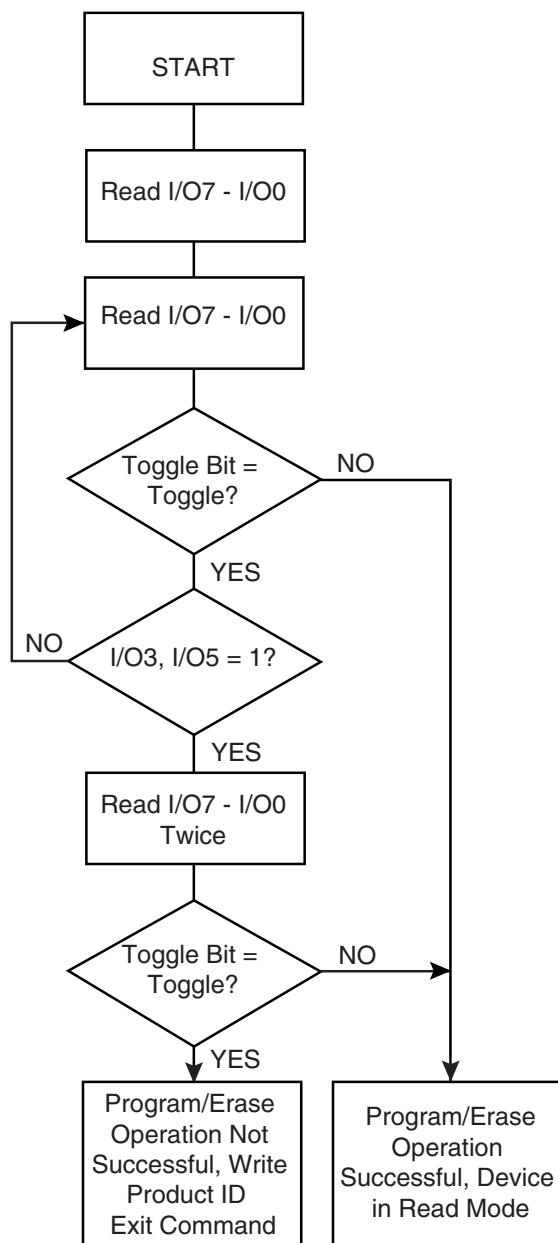 START
Read I/O7 - I/O0
Read I/O7 - I/O0
Toggle Bit =
Toggle?
NO
YES
NO
I/O3, I/O5 = 1?
YES
Read I/O7 - I/O0
Twice
Toggle Bit =
Toggle?
NO
YES
Program/Erase
Operation Not
Successful, Write
Product ID
Exit Command
Program/Erase
Operation
Successful, Device
in Read Mode